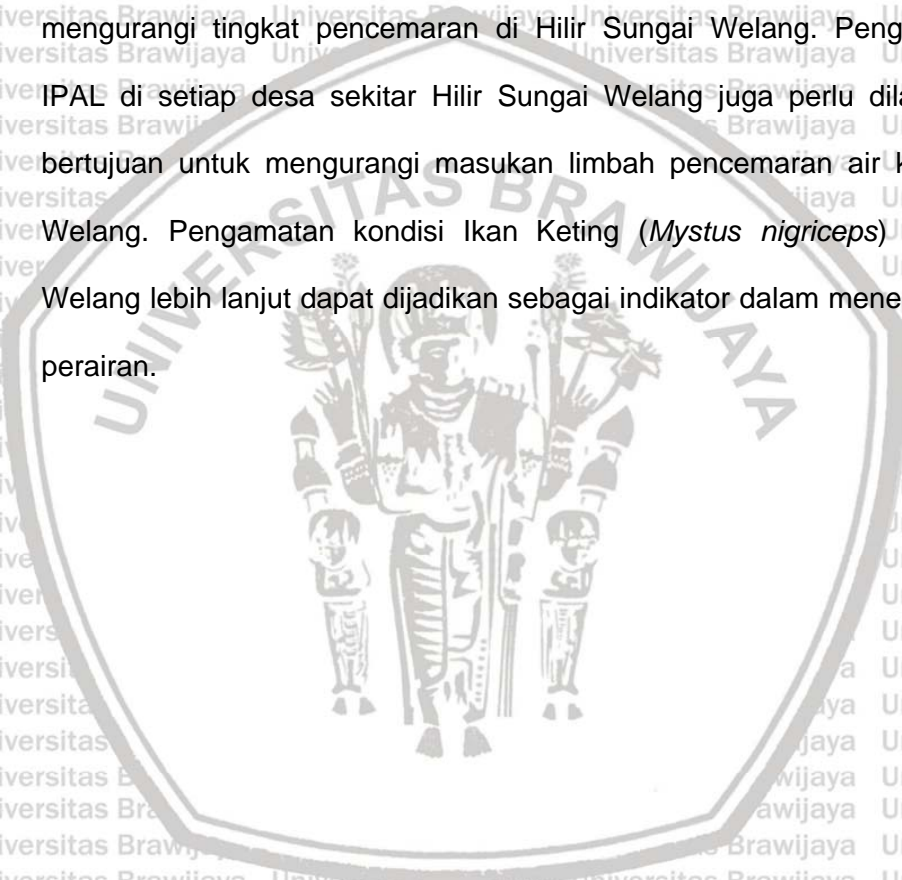 mengurangi tingkat pencemaran di Hilir Sungai Welang. Peng
IPAL di setiap desa sekitar Hilir Sungai Welang juga perlu dila
bertujuan untuk mengurangi masukan limbah pencemaran air k
Welang. Pengamatan kondisi Ikan Keting (Mystus nigriceps)
Welang lebih lanjut dapat dijadikan sebagai indikator dalam mene
perairan.
UNIVERSITAS BRAWIJAYA